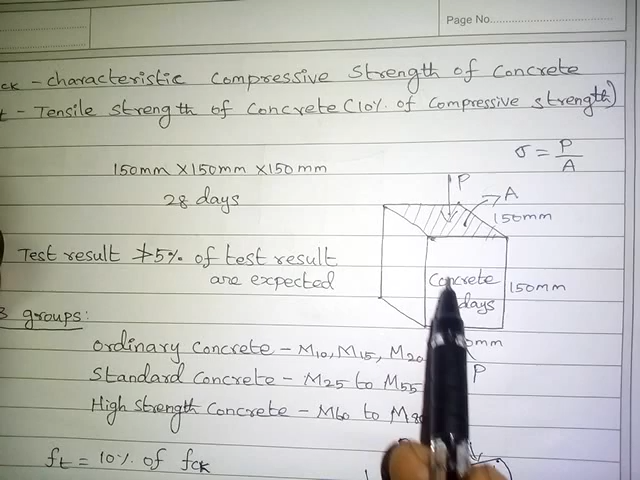 Page No.
CK - characteristic compressive strength of concrete
t - Tensile strength of concrete (10% of compressive strength)
σ = P/A
150mm X 150mm X 150mm
P
A
28 days
150mm
Test result ≯5% of test result
are expected
Concrete
days
150mm
3 groups:
Ordinary Concrete - M10, M15, M20
mm
Standard Concrete - M25 to M55
P
High Strength Concrete - M60 to M80
ft = 10% of fck